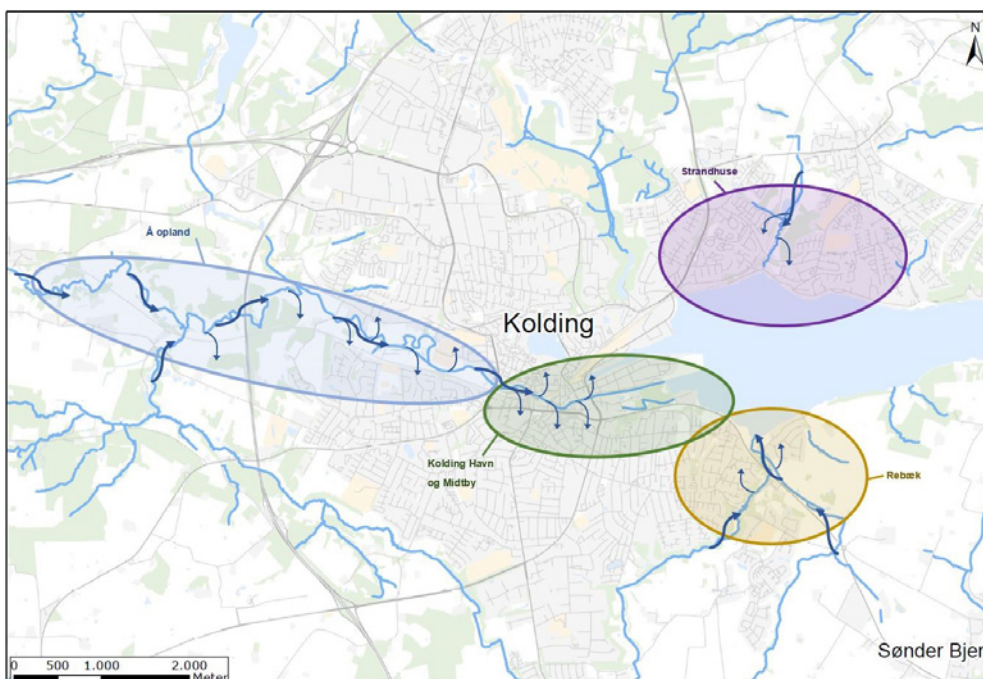 N
Strandhuse
Å opland
Kolding
Kolding Havn
og Midtby
Rebæk
Sønder Bjer
0 500 1.000 2.000
Meter